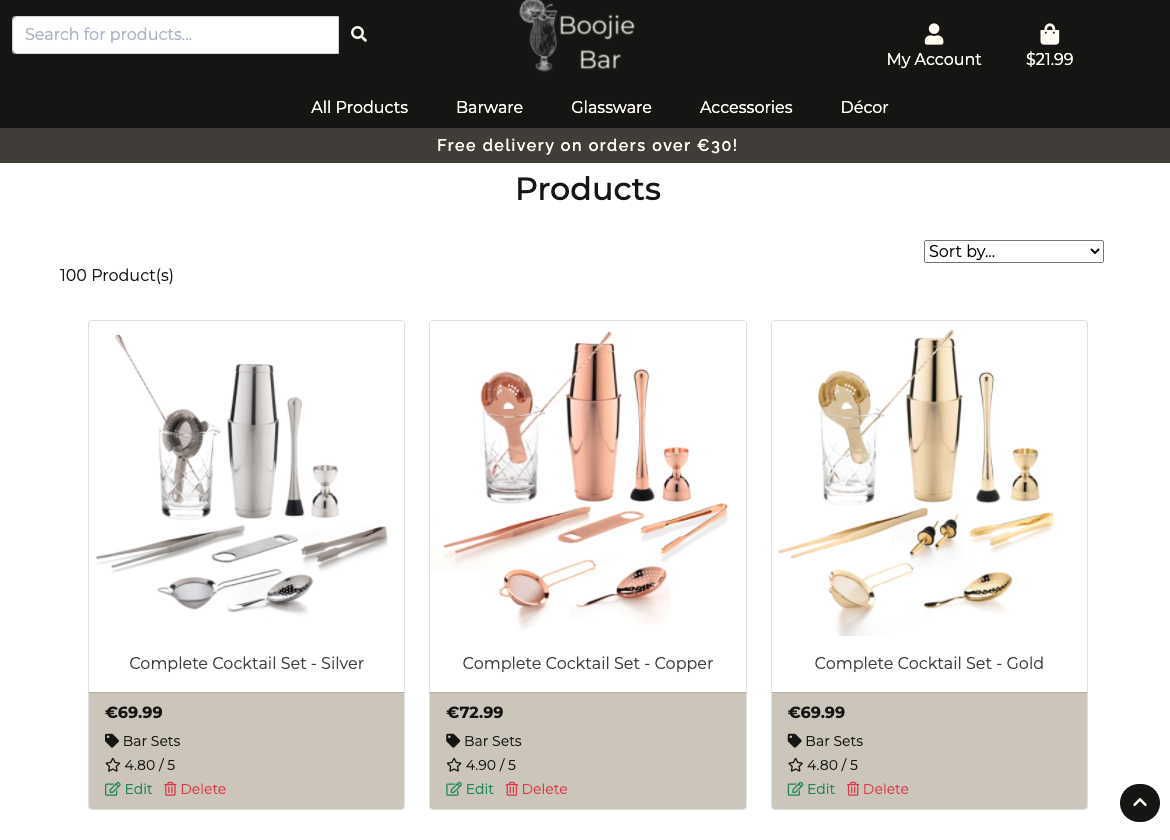 Search for products...
Boojie
Bar
My Account
$21.99
All Products
Barware
Glassware
Accessories
Décor
Free delivery on orders over €30!
Products
Sort by...
100 Product(s)
Complete Cocktail Set - Silver
€69.99
Bar Sets
4.80 / 5
Edit
Delete
Complete Cocktail Set - Copper
€72.99
Bar Sets
4.90 / 5
Edit
Delete
Complete Cocktail Set - Gold
€69.99
Bar Sets
4.80 / 5
Edit
Delete